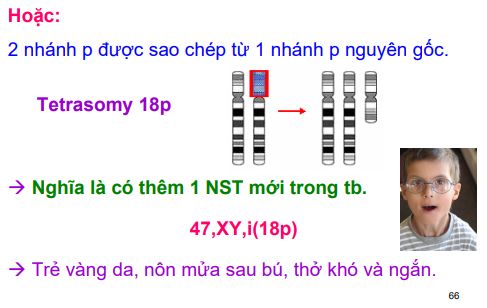 Hoặc:
2 nhánh p được sao chép từ 1 nhánh p nguyên gốc.
Tetrasomy 18p
→ Nghĩa là có thêm 1 NST mới trong tb.
47,XY,i(18p)
→ Trẻ vàng da, nôn mửa sau bú, thở khó và ngắn.
66